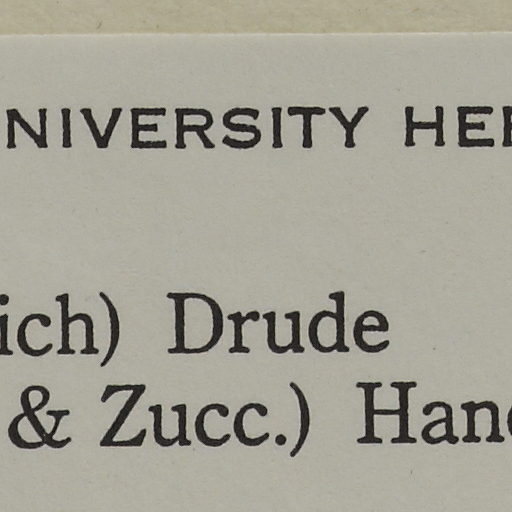 NIVERSITY HE
ich) Drude
& Zucc.) Han